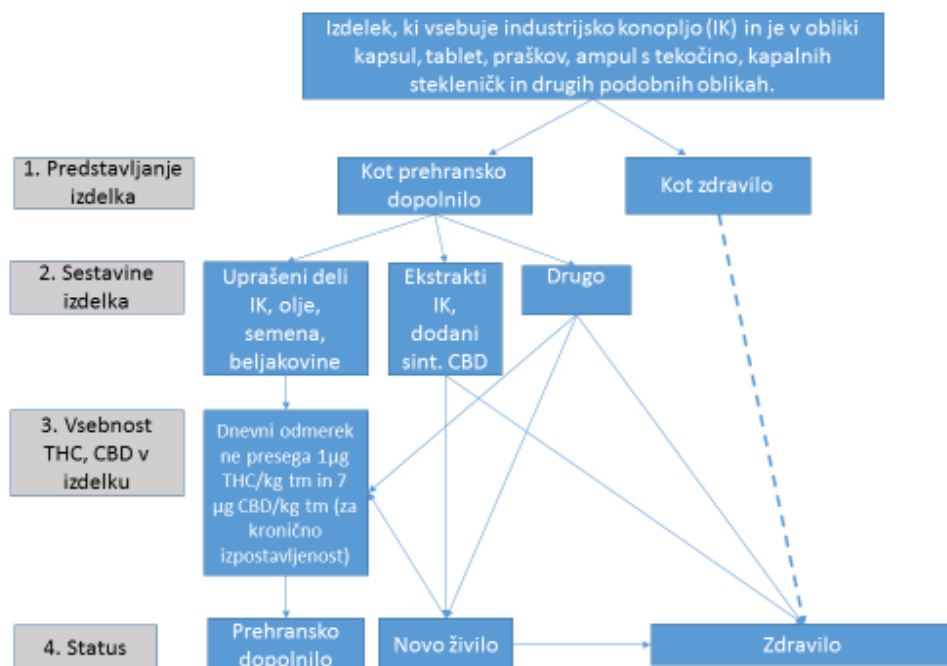 Izdelek, ki vsebuje industrijsko konopljo (IK) in je v obliki
kapsul, tablet, praškov, ampul s tekočino, kapalnih
stekleničk in drugih podobnih oblikah.
1. Predstavljanje
izdelka
Kot prehransko
dopolnilo
Kot zdravilo
2. Sestavine
izdelka
Uprašeni deli
IK, olje,
semena,
beljakovine
Ekstrakti
IK,
dodani
sint. CBD
Drugo
3. Vsebnost
THC, CBD v
izdelku
Dnevni odmerek
ne presega 1µg
THC/kg tm in 7
µg CBD/kg tm (za
kronično
izpostavljenost)
4. Status
Prehransko
dopolnilo
Novo živilo
Zdravilo